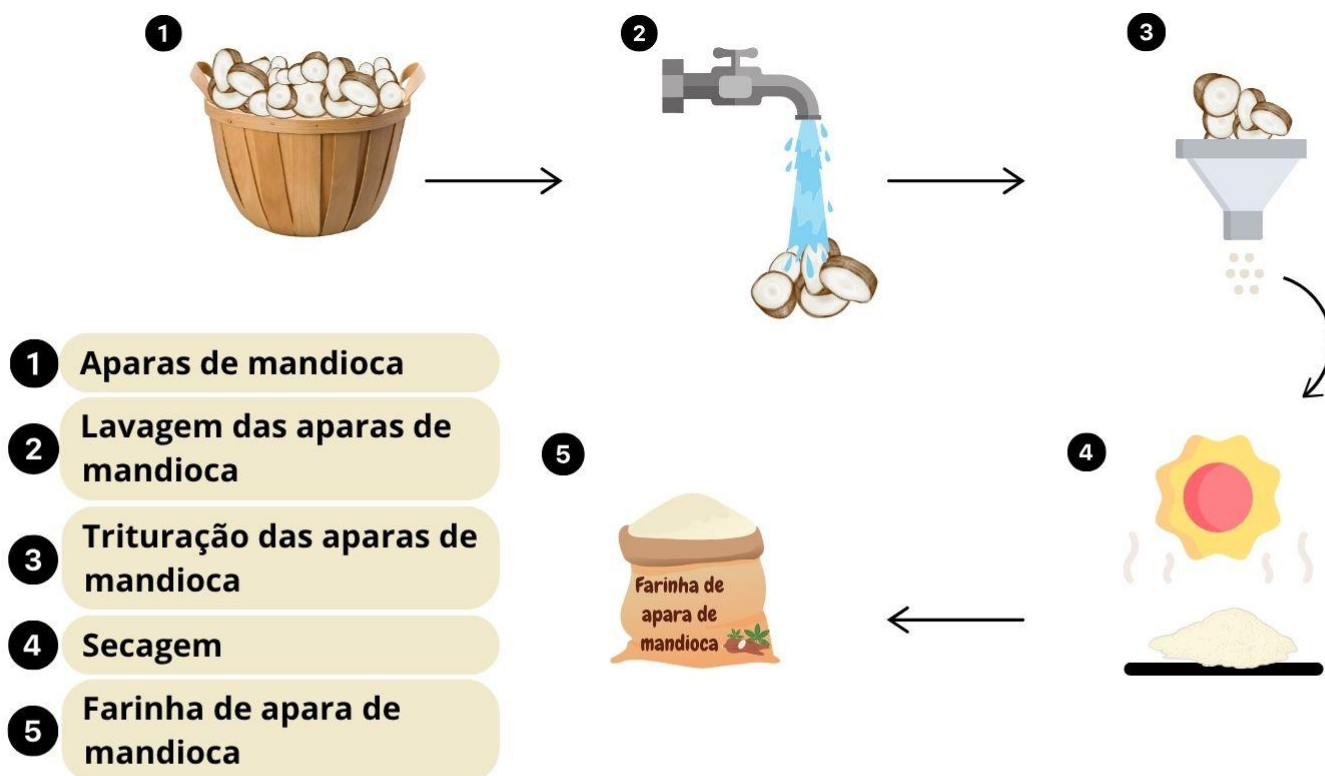 1
2
3
1 Aparas de mandioca
2 Lavagem das aparas de
mandioca
3 Trituração das aparas de
mandioca
4 Secagem
5 Farinha de apara de
mandioca
5
Farinha de
apara de
mandioca
4